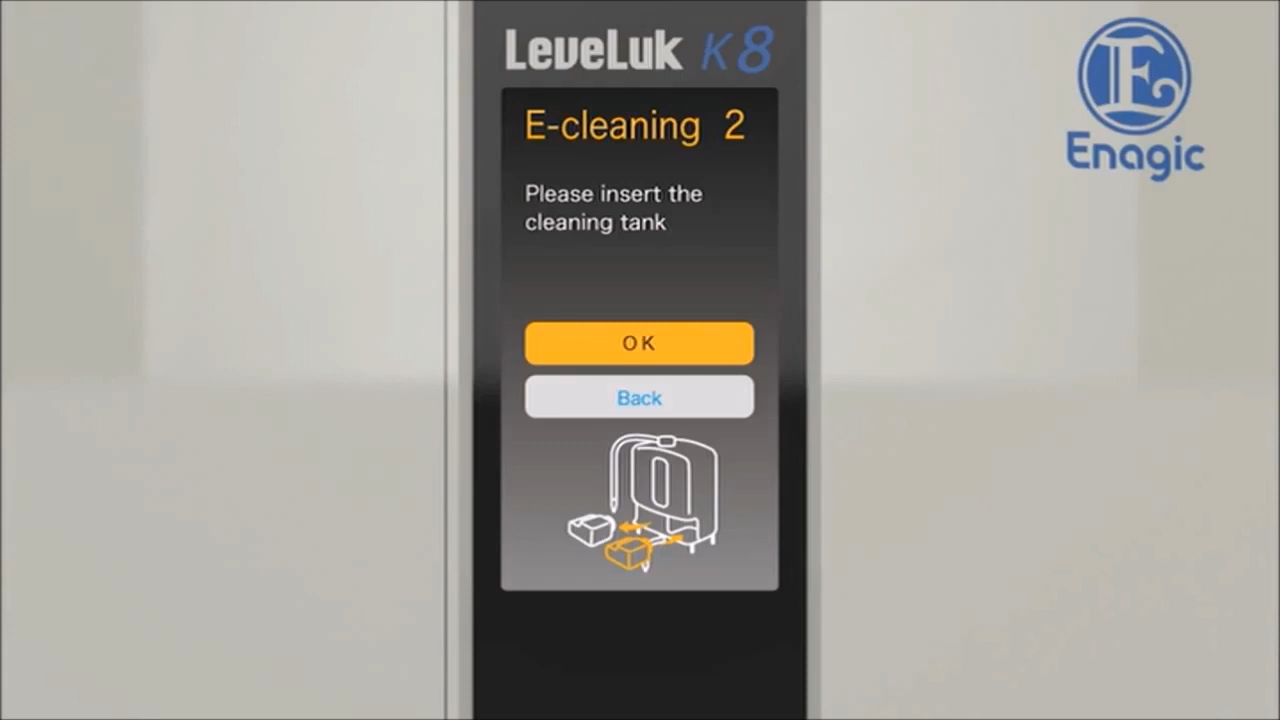 LeveLuk K8
E-cleaning 2
Please insert the
cleaning tank
OK
Back
E
Enagic